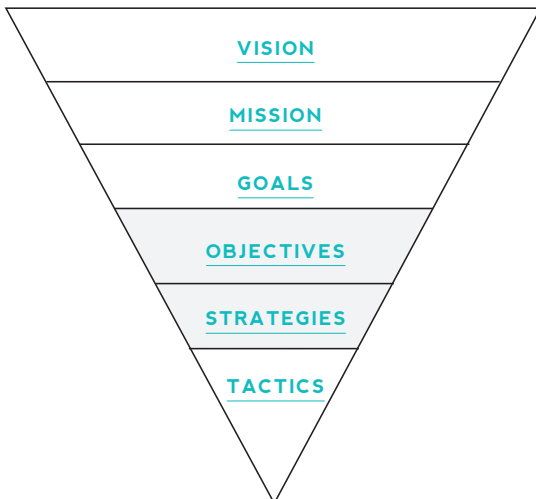 VISION
MISSION
GOALS
OBJECTIVES
STRATEGIES
TACTICS